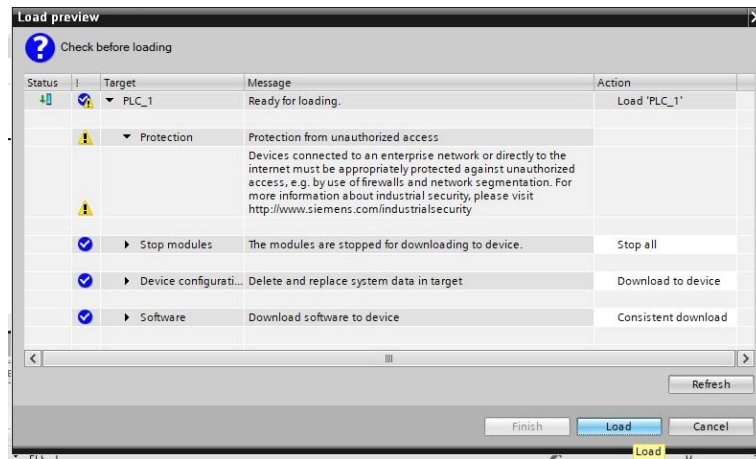 Load preview
Check before loading
Status ! Target Message Action
PLC_1 Ready for loading. Load 'PLC_1'
Protection Protection from unauthorized access
Devices connected to an enterprise network or directly to the
internet must be appropriately protected against unauthorized
access, e.g. by use of firewalls and network segmentation. For
more information about industrial security, please visit
http://www.siemens.com/industrialsecurity
Stop modules The modules are stopped for downloading to device. Stop all
Device configurati... Delete and replace system data in target Download to device
Software Download software to device Consistent download
Refresh
Finish Load Cancel
Load